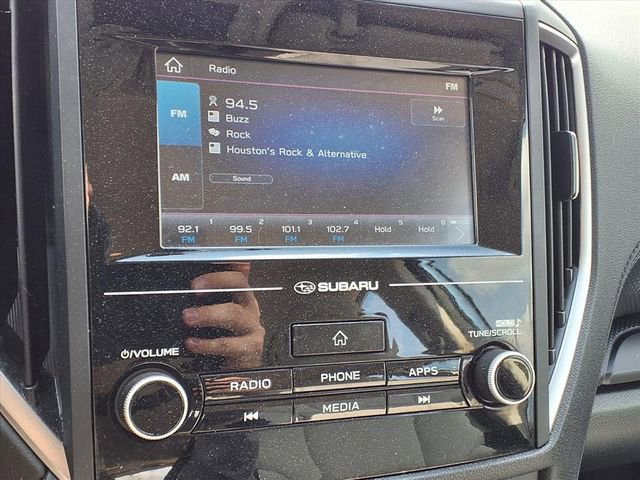 Radio
FM
FM
94.5
Scan
Buzz
Rock
Houston's Rock & Alternative
AM
Sound
1 2 3 4 5 6
92.1 99.5 101.1 102.7 Hold Hold
FM FM FM FM
SUBARU
HOLD
TUNE/SCROLL
VOLUME
RADIO PHONE APPS
MEDIA